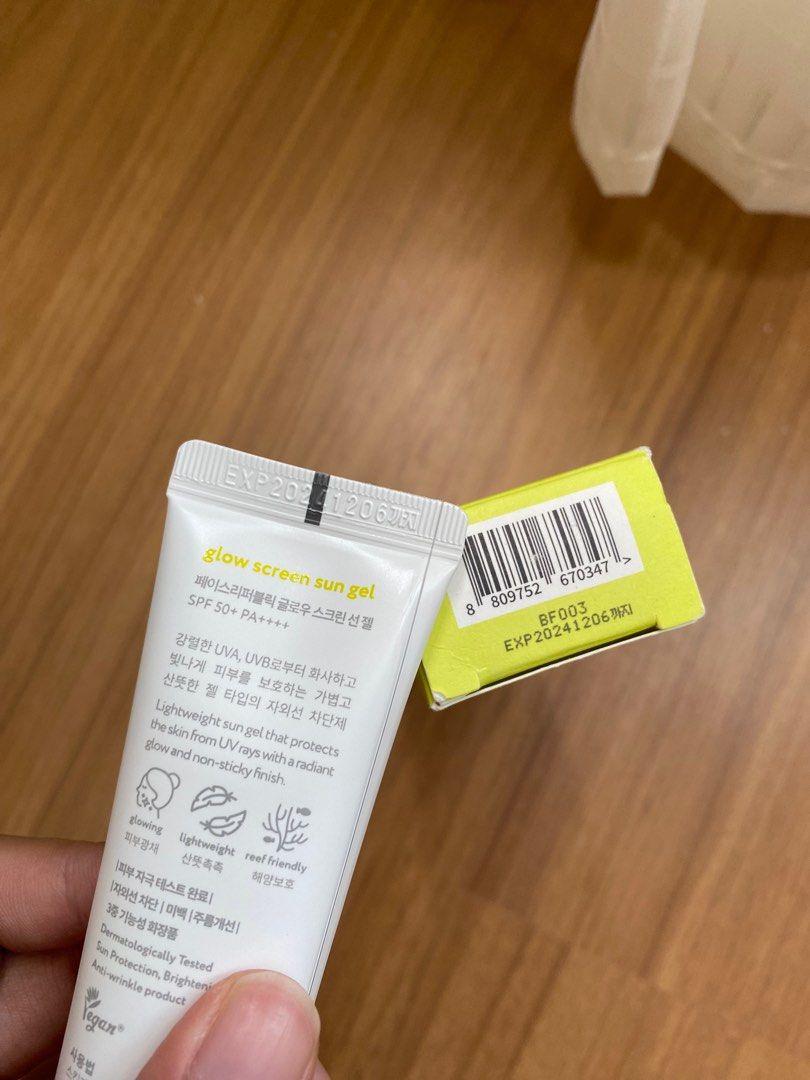 EXP20241206까지
glow screen sun gel
페이스리퍼블릭 글로우 스크린 선 젤
SPF 50+ PA++++
강렬한 UVA, UVB로부터 화사하고
빛나게 피부를 보호하는 가볍고
산뜻한 젤 타입의 자외선 차단제
Lightweight sun gel that protects
the skin from UV rays with a radiant
glow and non-sticky finish.
glowing
피부광채
lightweight
산뜻촉촉
reef friendly
해양보호
|피부 자극 테스트 완료|
|자외선 차단 | 미백 |주름개선|
3중 기능성 화장품
Dermatologically Tested
Sun Protection, Brighteni
Anti-wrinkle product
Vegan®
사용법
8 809752 670347 >
BF003
EXP20241206까지